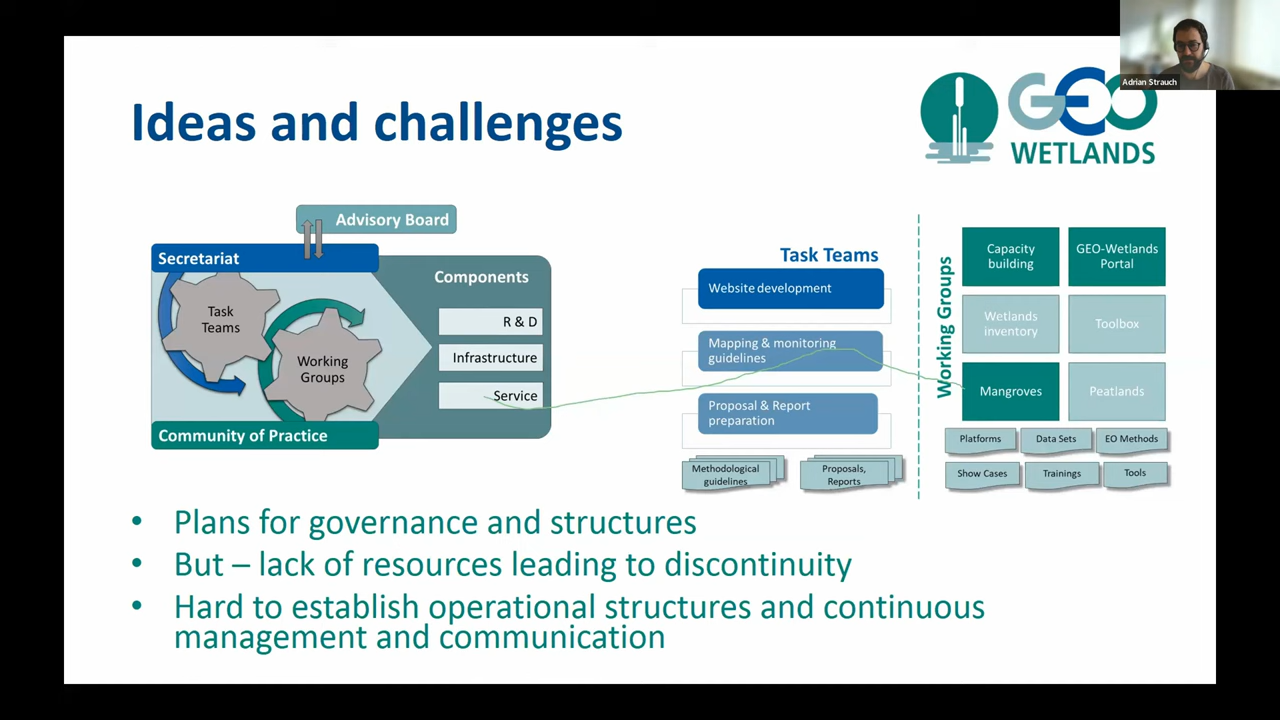 Adrian Strauch
Ideas and challenges
GEO
WETLANDS
Advisory Board
Secretariat
Task
Teams
Working
Groups
Community of Practice
Components
R & D
Infrastructure
Service
Task Teams
Website development
Mapping & monitoring
guidelines
Proposal & Report
preparation
Methodological
guidelines
Proposals,
Reports
Working Groups
Capacity
building
GEO-Wetlands
Portal
Wetlands
inventory
Toolbox
Mangroves
Peatlands
Platforms
Data Sets
EO Methods
Show Cases
Trainings
Tools
• Plans for governance and structures
• But – lack of resources leading to discontinuity
• Hard to establish operational structures and continuous
management and communication